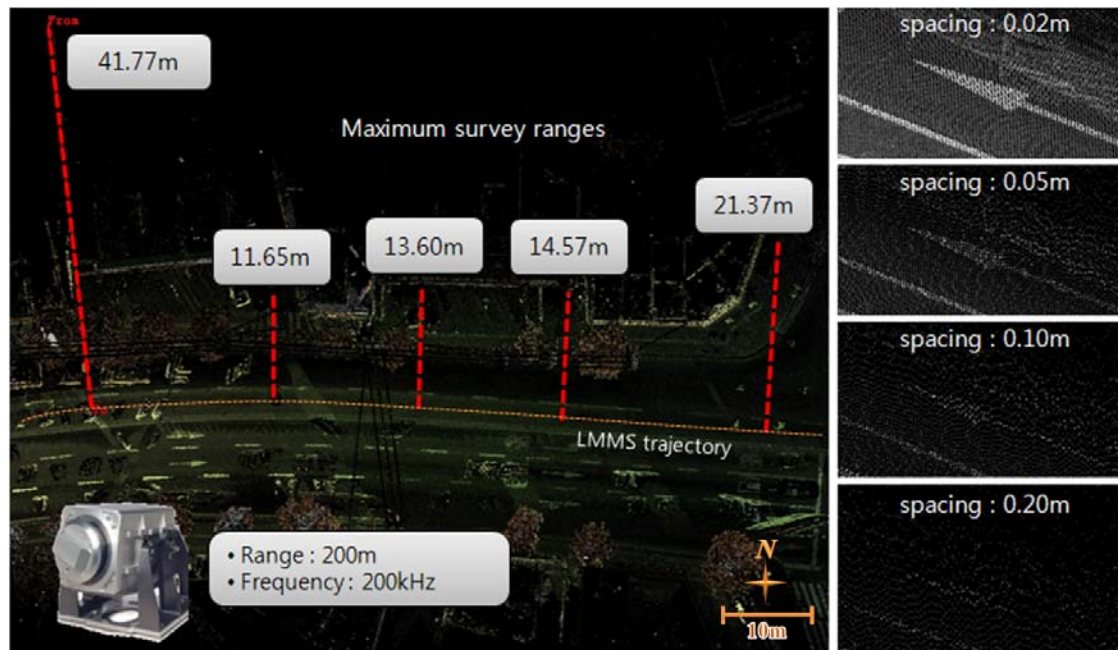 From
41.77m
Maximum survey ranges
11.65m
13.60m
14.57m
21.37m
LMMS trajectory
• Range : 200m
• Frequency : 200kHz
N
10m
spacing : 0.02m
spacing : 0.05m
spacing : 0.10m
spacing : 0.20m